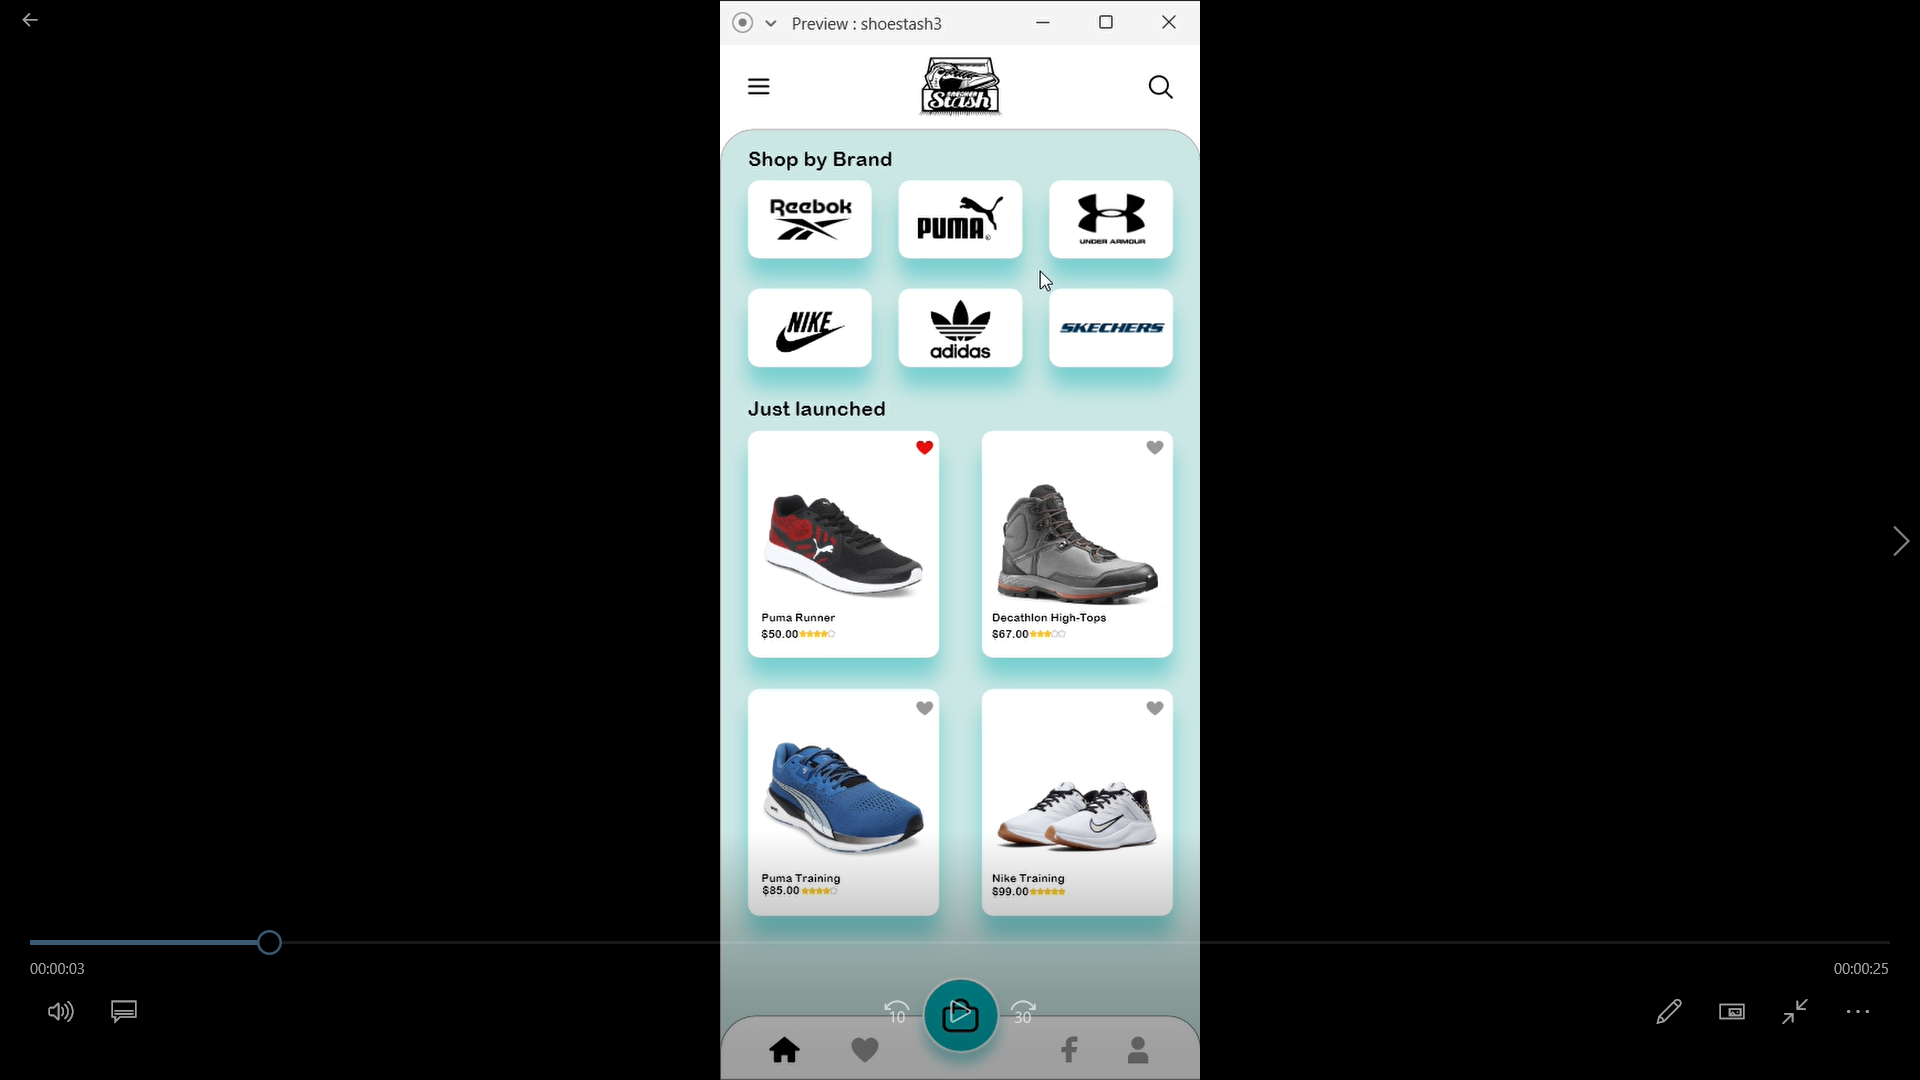 Preview : shoestash3
SNEAKER
Stash
Shop by Brand
Reebok
PUMA
UNDER ARMOUR
NIKE
adidas
SKECHERS
Just launched
Puma Runner
$50.00
Decathlon High-Tops
$67.00
Puma Training
$85.00
Nike Training
$99.00
00:00:03
00:00:25
10
30